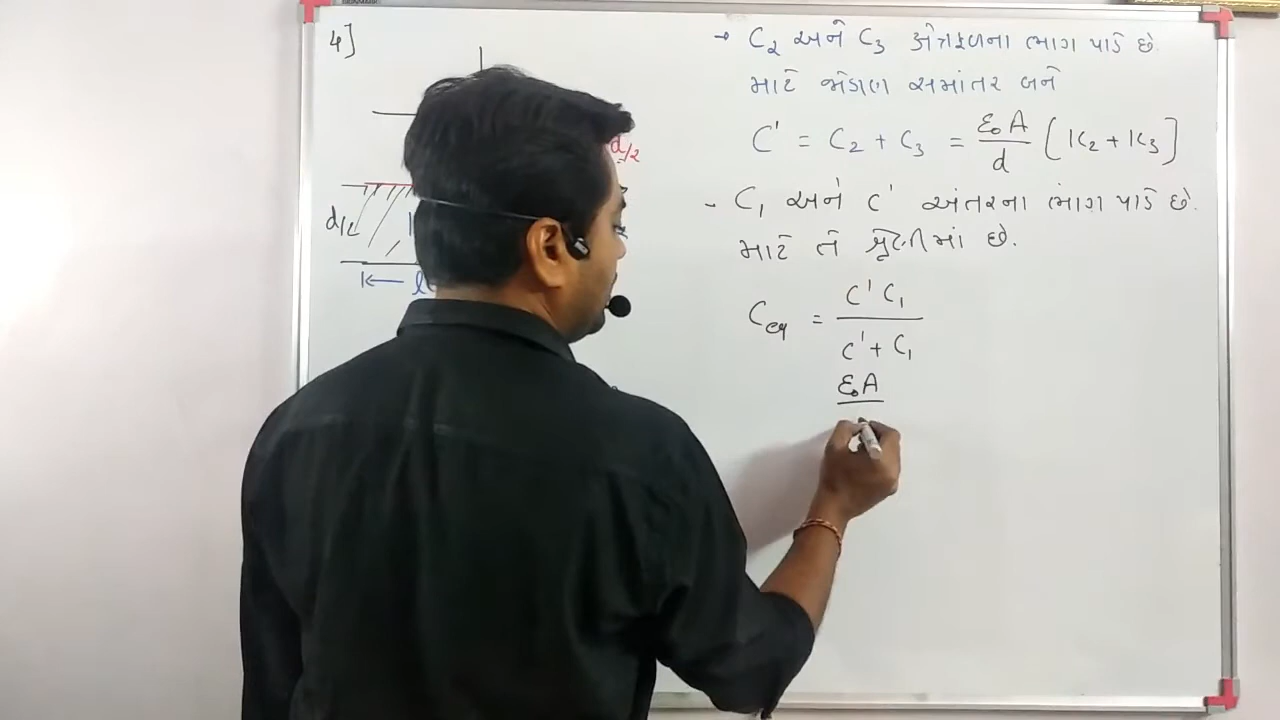 4]
d/2
d/2
l
→ C₂ અને C₃ ક્ષેત્રફળના ભાગ પાડે છે.
માટે જોડાણ સમાંતર બને
C' = C₂ + C₃ = ε₀A/d [K₂ + K₃]
- C₁ અને C' અંતરના ભાગ પાડે છે.
માટે તે શ્રેણીમાં છે.
Ceq = C' C₁ / C' + C₁
ε₀A